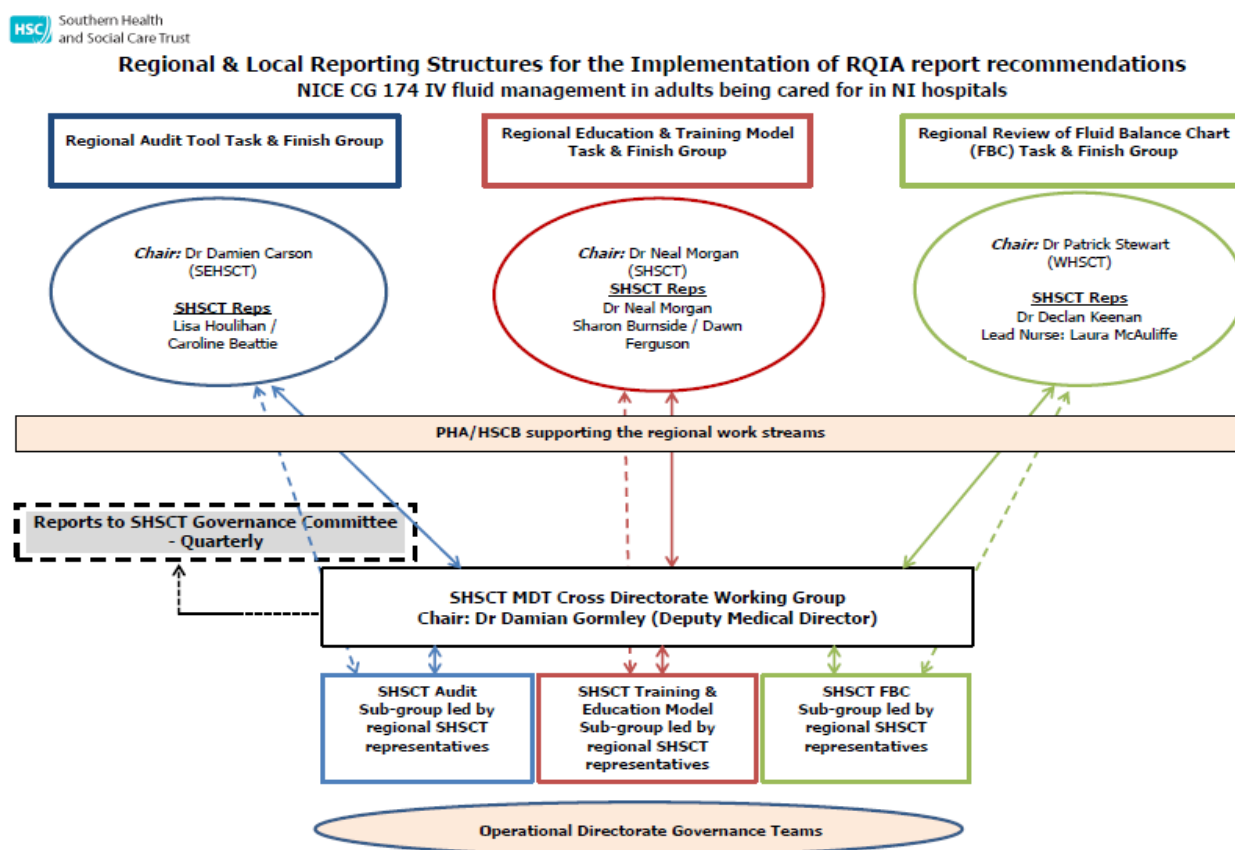 HSC
Southern Health
and Social Care Trust
Regional & Local Reporting Structures for the Implementation of RQIA report recommendations
NICE CG 174 IV fluid management in adults being cared for in NI hospitals
Regional Audit Tool Task & Finish Group
Regional Education & Training Model
Task & Finish Group
Regional Review of Fluid Balance Chart
(FBC) Task & Finish Group
Chair: Dr Damien Carson
(SEHSCT)
SHSCT Reps
Lisa Houlihan /
Caroline Beattie
Chair: Dr Neal Morgan
(SHSCT)
SHSCT Reps
Dr Neal Morgan
Sharon Burnside / Dawn
Ferguson
Chair: Dr Patrick Stewart
(WHSCT)
SHSCT Reps
Dr Declan Keenan
Lead Nurse: Laura McAuliffe
PHA/HSCB supporting the regional work streams
Reports to SHSCT Governance Committee
- Quarterly
SHSCT MDT Cross Directorate Working Group
Chair: Dr Damian Gormley (Deputy Medical Director)
SHSCT Audit
Sub-group led by
regional SHSCT
representatives
SHSCT Training &
Education Model
Sub-group led by
regional SHSCT
representatives
SHSCT FBC
Sub-group led by
regional SHSCT
representatives
Operational Directorate Governance Teams